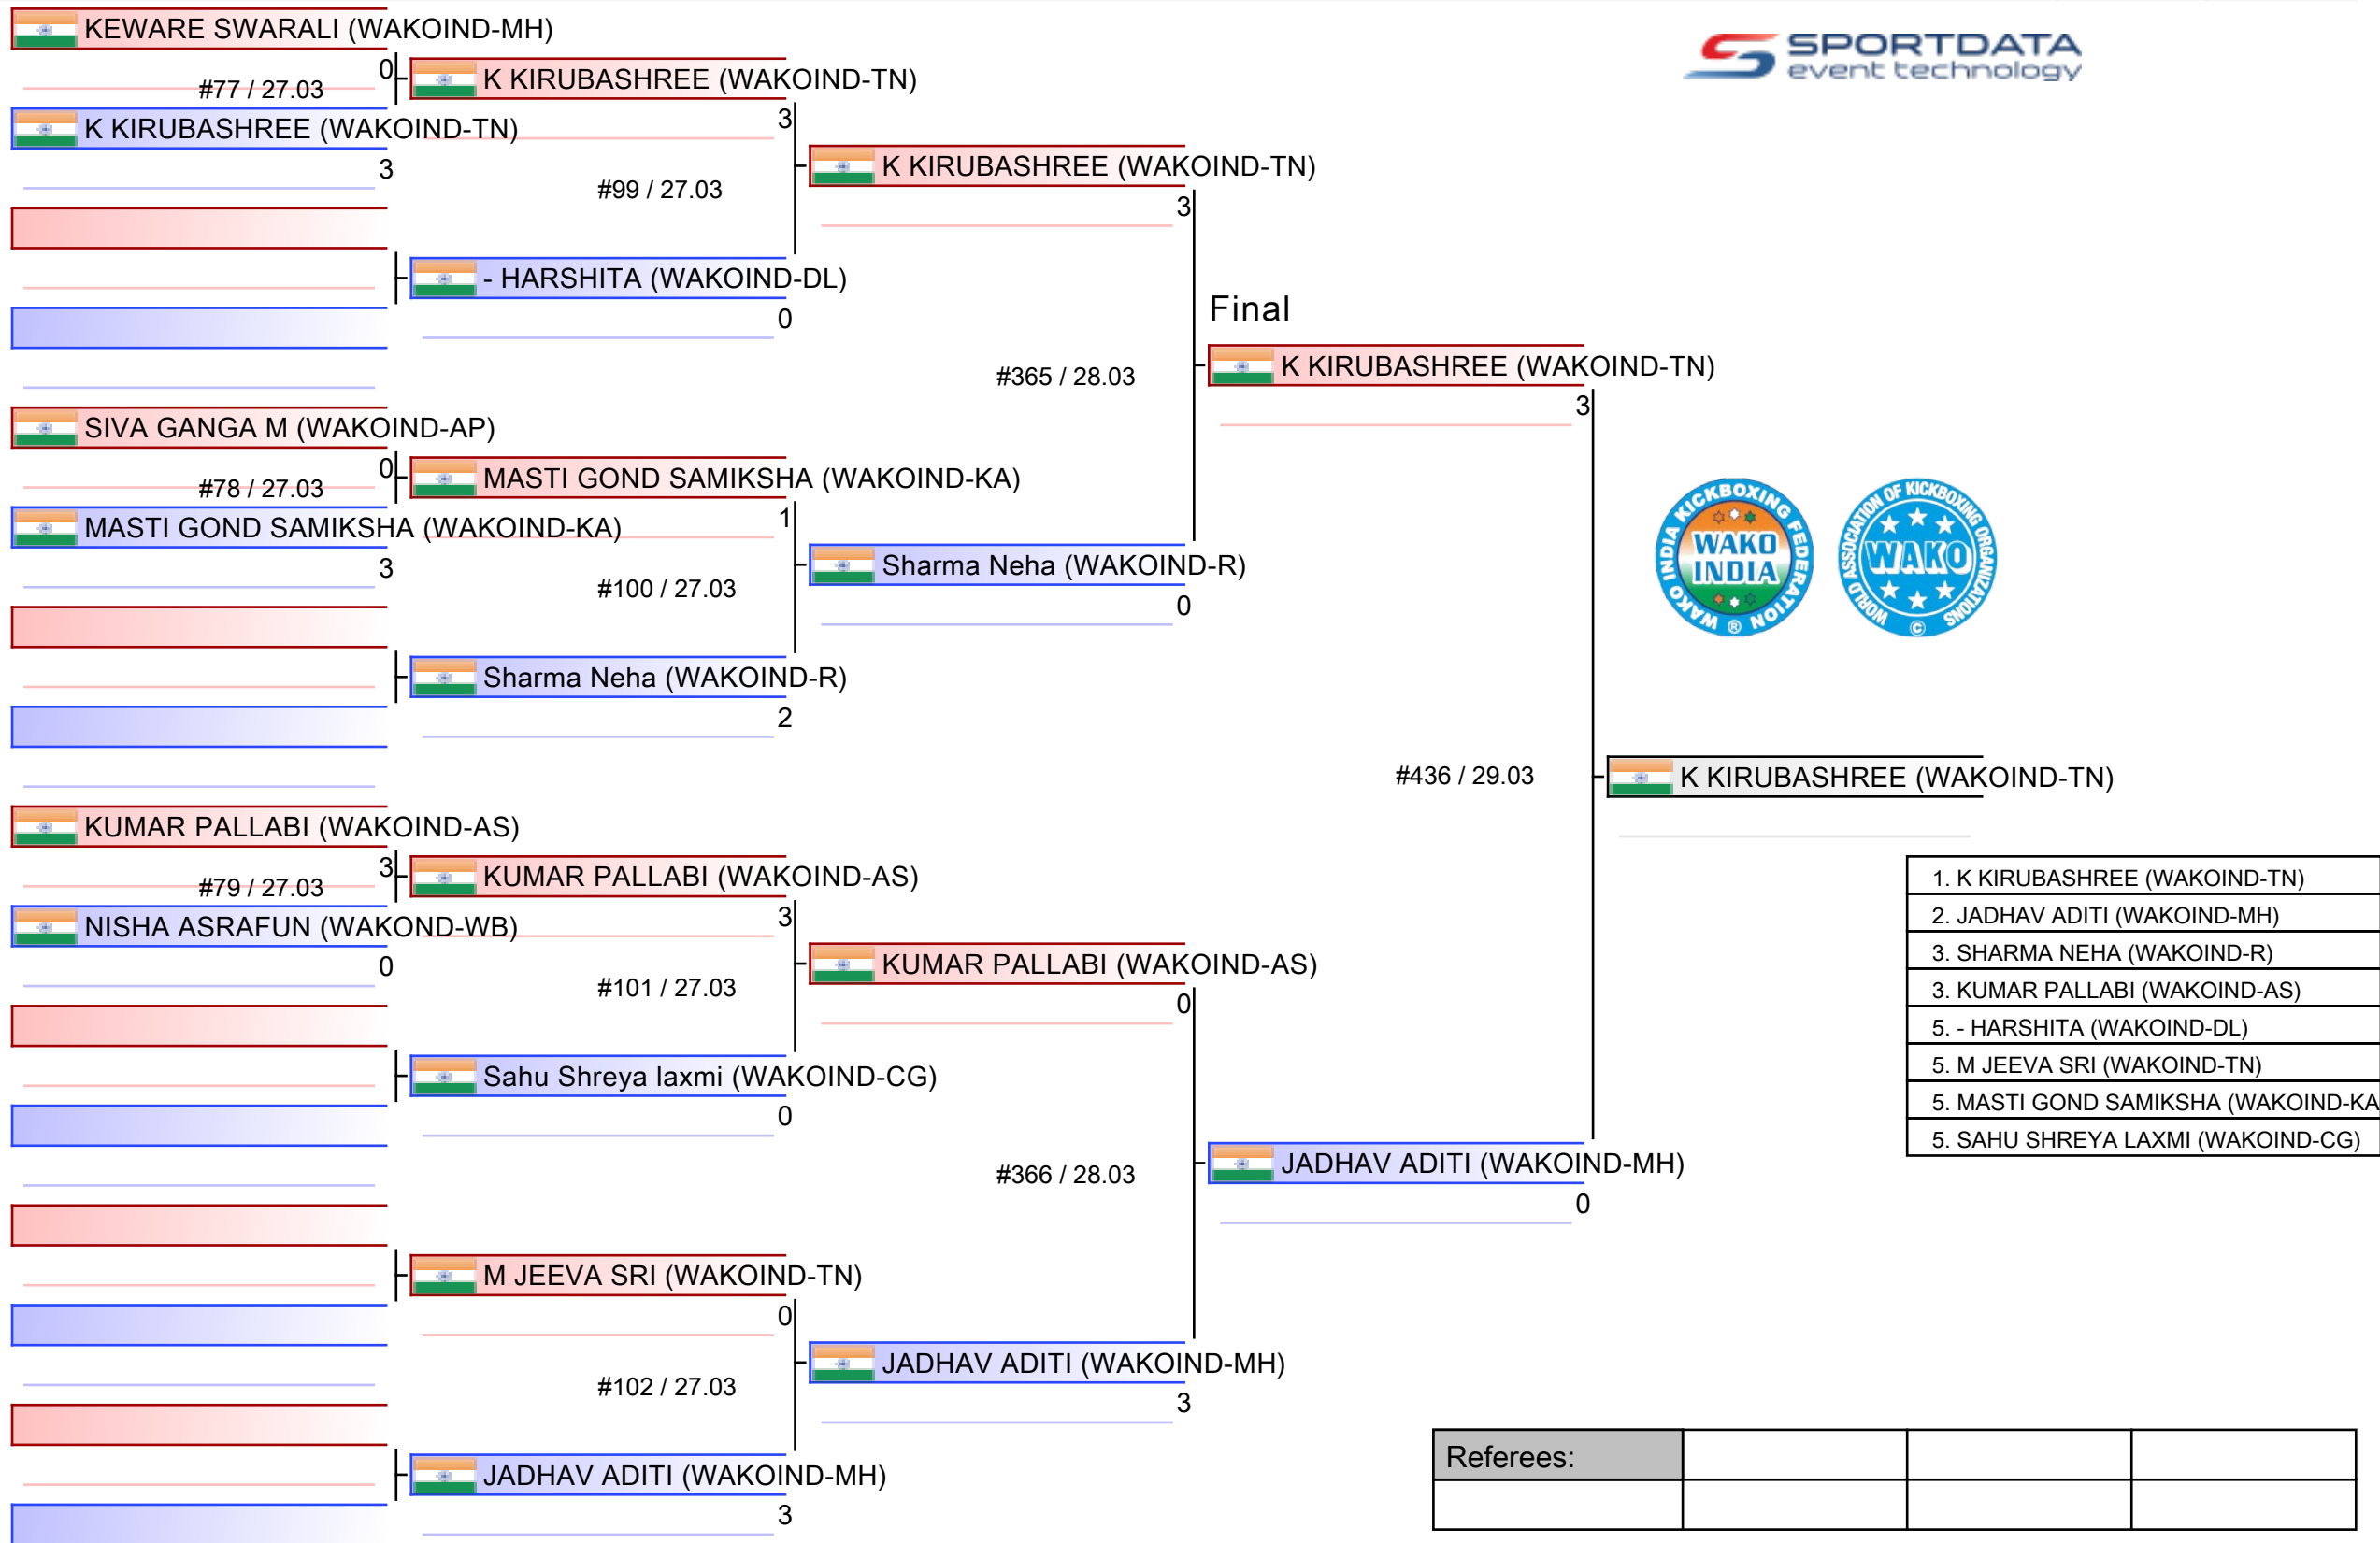 KEWARE SWARALI (WAKOIND-MH)
0
#77 / 27.03
K KIRUBASHREE (WAKOIND-TN)
3
SIVA GANGA M (WAKOIND-AP)
0
#78 / 27.03
MASTI GOND SAMIKSHA (WAKOIND-KA)
3
KUMAR PALLABI (WAKOIND-AS)
3
#79 / 27.03
NISHA ASRAFUN (WAKOND-WB)
0
K KIRUBASHREE (WAKOIND-TN)
3
#99 / 27.03
- HARSHITA (WAKOIND-DL)
0
MASTI GOND SAMIKSHA (WAKOIND-KA)
1
#100 / 27.03
Sharma Neha (WAKOIND-R)
2
KUMAR PALLABI (WAKOIND-AS)
3
#101 / 27.03
Sahu Shreya laxmi (WAKOIND-CG)
0
M JEEVA SRI (WAKOIND-TN)
0
#102 / 27.03
JADHAV ADITI (WAKOIND-MH)
3
K KIRUBASHREE (WAKOIND-TN)
3
#365 / 28.03
Sharma Neha (WAKOIND-R)
0
KUMAR PALLABI (WAKOIND-AS)
0
#366 / 28.03
JADHAV ADITI (WAKOIND-MH)
3
Final
K KIRUBASHREE (WAKOIND-TN)
3
#436 / 29.03
JADHAV ADITI (WAKOIND-MH)
0
K KIRUBASHREE (WAKOIND-TN)
SPORTDATA
event technology
WAKO INDIA KICKBOXING FEDERATION ®
WAKO
INDIA
WORLD ASSOCIATION OF KICKBOXING ORGANIZATIONS
WAKO
©
1. K KIRUBASHREE (WAKOIND-TN)
2. JADHAV ADITI (WAKOIND-MH)
3. SHARMA NEHA (WAKOIND-R)
3. KUMAR PALLABI (WAKOIND-AS)
5. - HARSHITA (WAKOIND-DL)
5. M JEEVA SRI (WAKOIND-TN)
5. MASTI GOND SAMIKSHA (WAKOIND-KA
5. SAHU SHREYA LAXMI (WAKOIND-CG)
Referees: